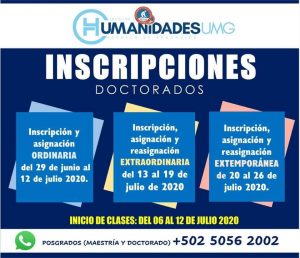 HUMANIDADESUMG
INSCRIPCIONES
DOCTORADOS
Inscripción y
asignación
ORDINARIA
del 29 de junio al
12 de julio 2020.
Inscripción,
asignación y
reasignación
EXTRAORDINARIA
del 13 al 19 de
julio de 2020
Inscripción,
asignación y
reasignación
EXTEMPORÁNEA
de 20 al 26 de
julio 2020.
INICIO DE CLASES: DEL 06 AL 12 DE JULIO 2020
POSGRADOS (MAESTRÍA Y DOCTORADO) +502 5056 2002